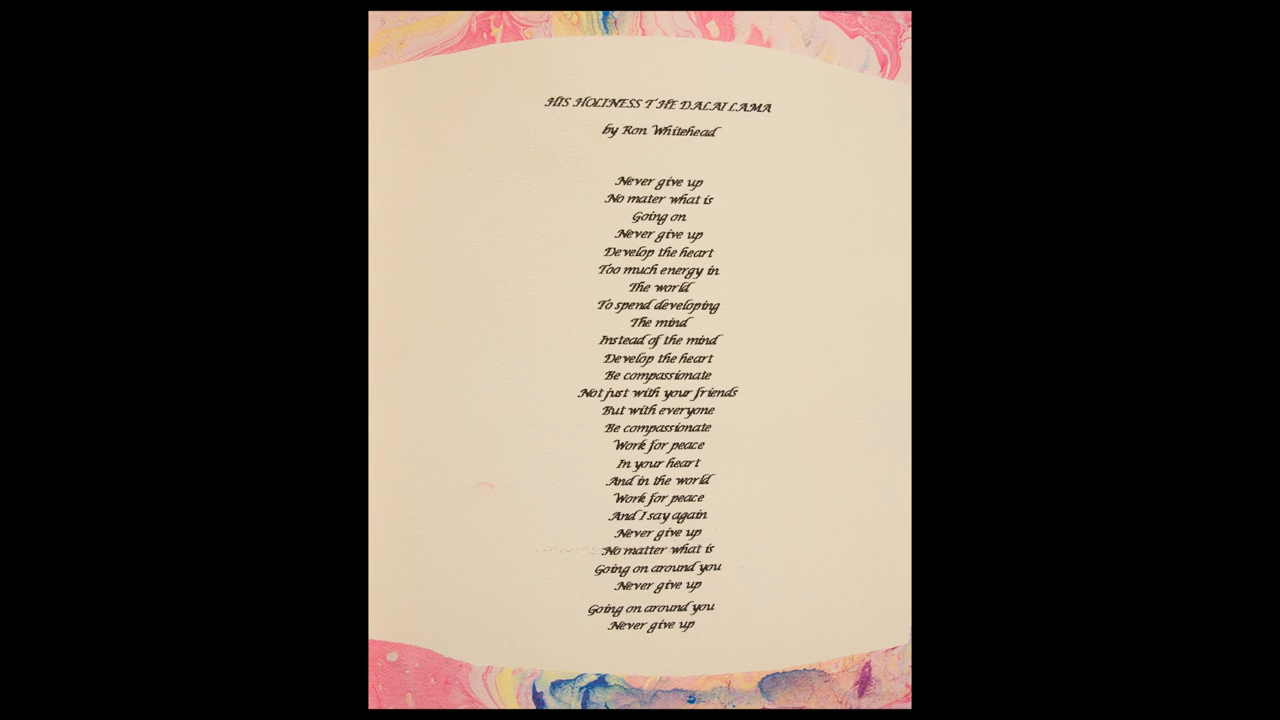 HIS HOLINESS THE DALAI LAMA
by Ron Whitehead
Never give up
No mater what is
Going on
Never give up
Develop the heart
Too much energy in
The world
To spend developing
The mind
Instead of the mind
Develop the heart
Be compassionate
Not just with your friends
But with everyone
Be compassionate
Work for peace
In your heart
And in the world
Work for peace
And I say again
Never give up
No matter what is
Going on around you
Never give up
Going on around you
Never give up